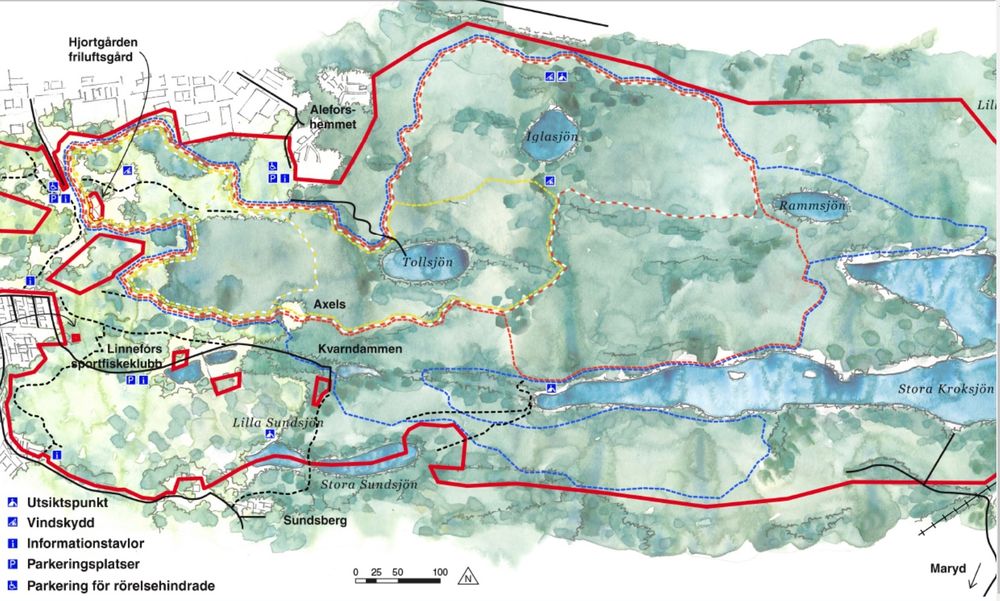 Hjortgården
friluftsgård
Alefors-
hemmet
Iglasjön
Rammsjön
Tollsjön
Axels
Linnefors
sportfiskeklubb
Kvarndammen
Stora Kroksjön
Lilla Sundsjön
Stora Sundsjön
Sundsberg
P i
P i
P i
i
i
Utsiktspunkt
Vindskydd
i Informationstavlor
P Parkeringsplatser
Parkering för rörelsehindrade
0 25 50 100
N
Maryd